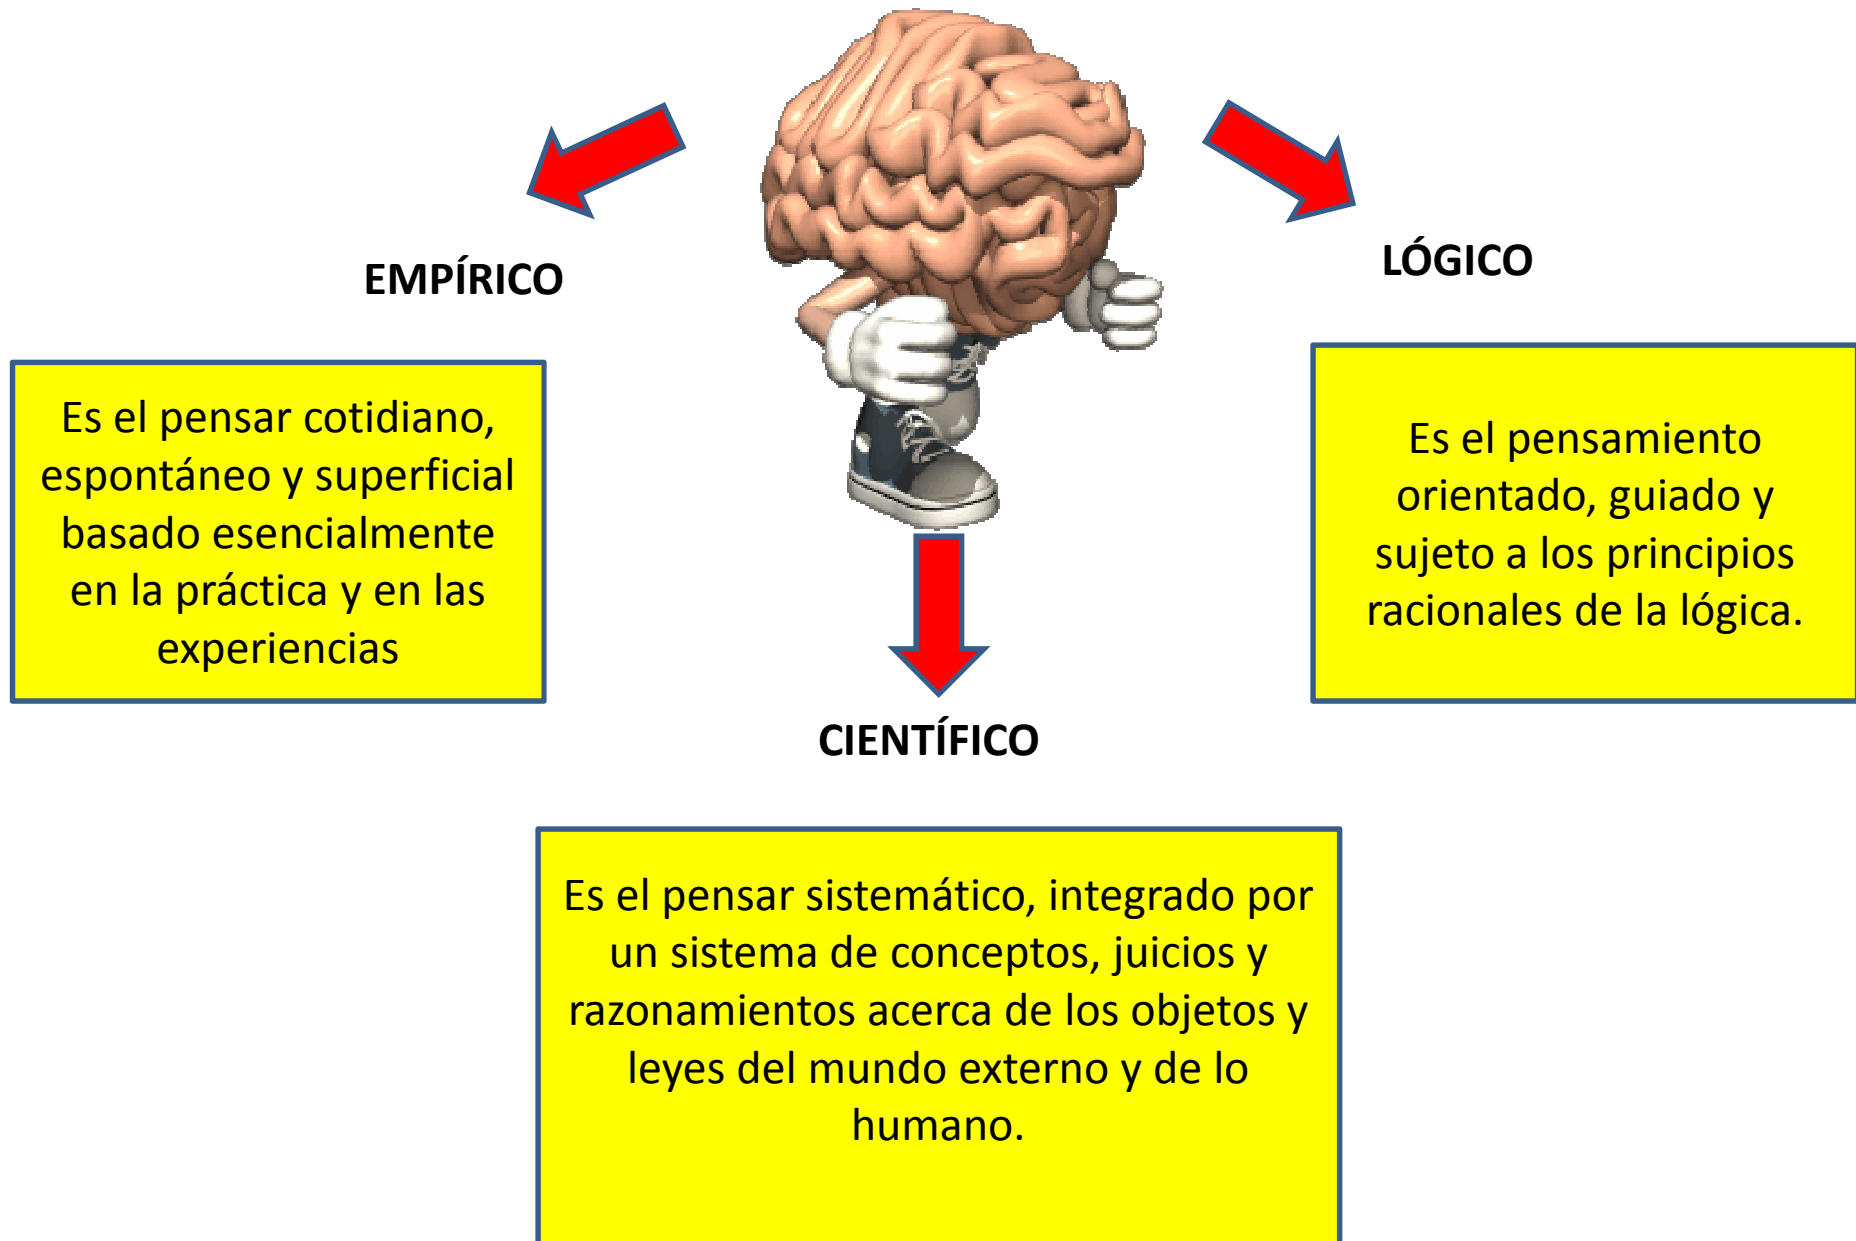 EMPÍRICO
Es el pensar cotidiano,
espontáneo y superficial
basado esencialmente
en la práctica y en las
experiencias
LÓGICO
Es el pensamiento
orientado, guiado y
sujeto a los principios
racionales de la lógica.
CIENTÍFICO
Es el pensar sistemático, integrado por
un sistema de conceptos, juicios y
razonamientos acerca de los objetos y
leyes del mundo externo y de lo
humano.